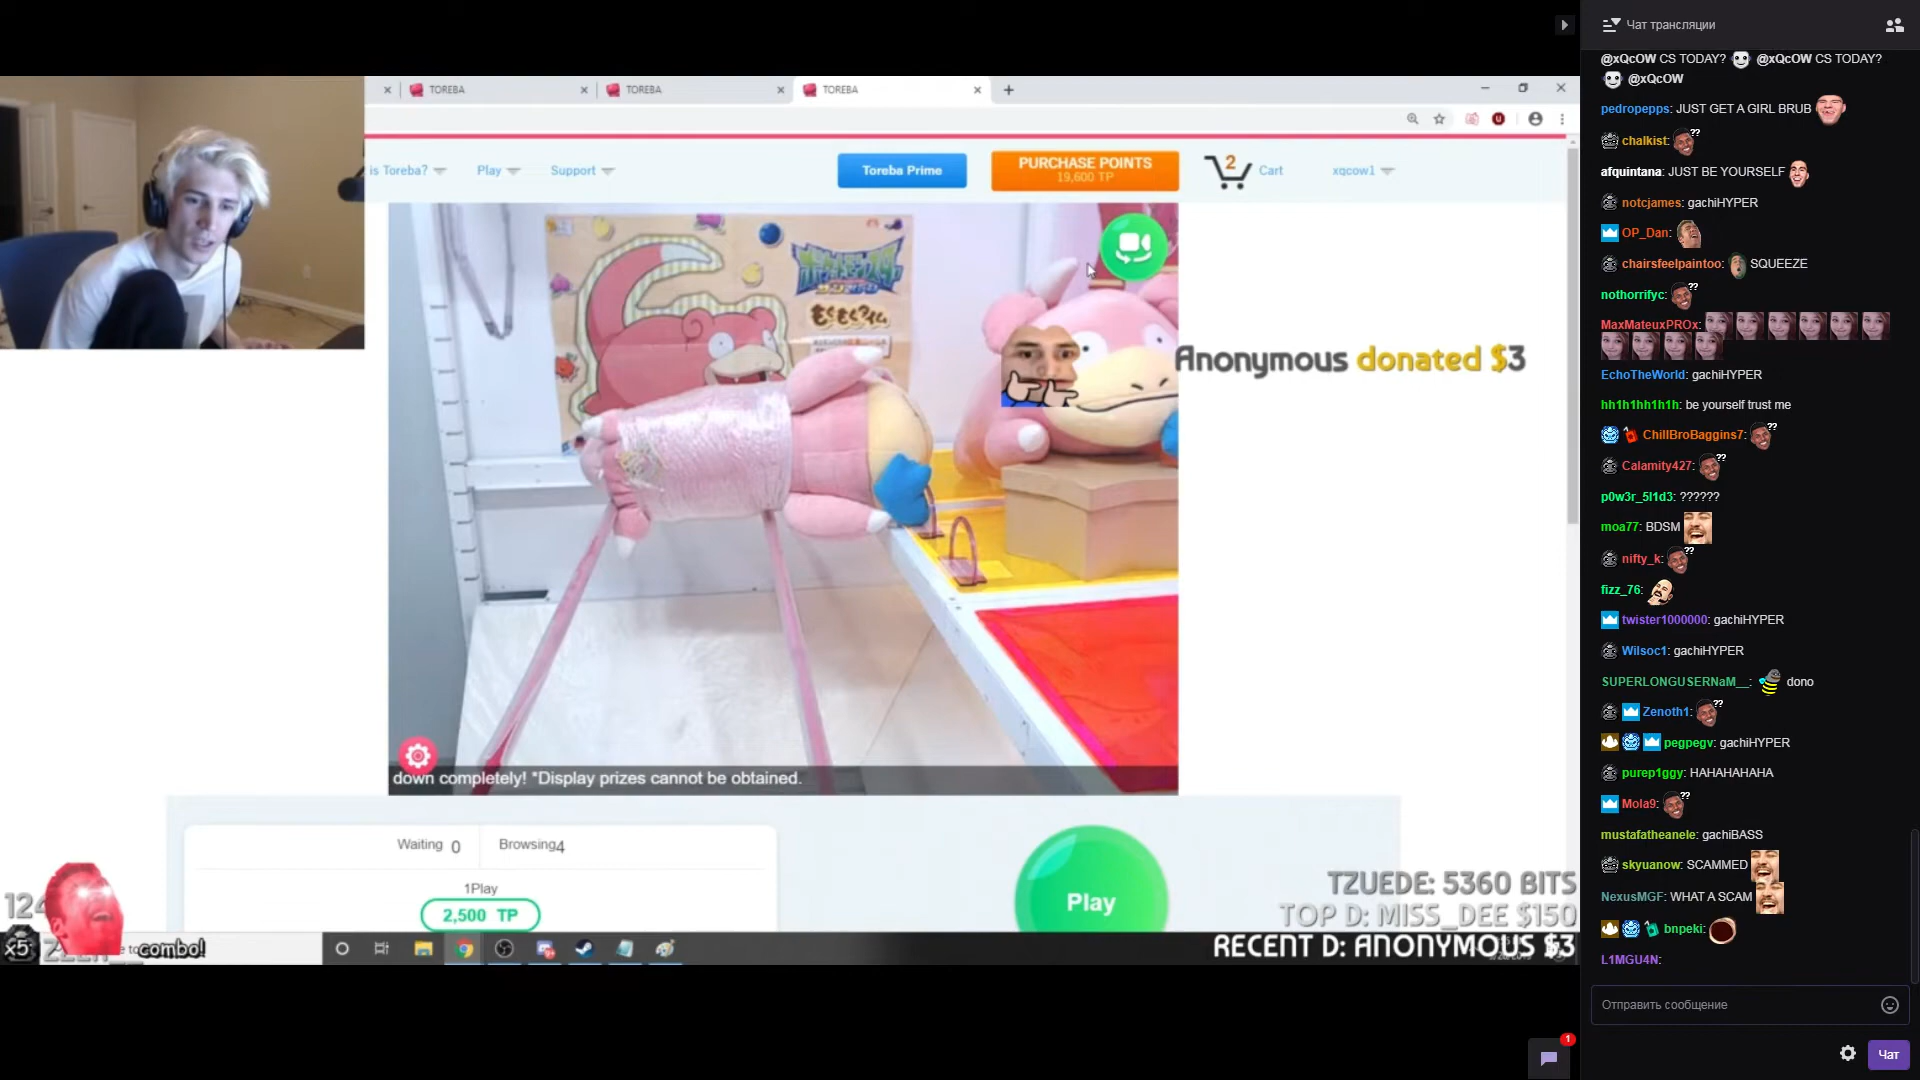 TOREBA
TOREBA
TOREBA
is Toreba?
Play
Support
Toreba Prime
PURCHASE POINTS
19,600 TP
2
Cart
xqcow1
Anonymous donated $3
down completely! *Display prizes cannot be obtained.
Waiting 0
Browsing4
1Play
2,500 TP
Play
TZUEDE: 5360 BITS
TOP D: MISS_DEE $150
RECENT D: ANONYMOUS $3
x5
combo!
Чат трансляции
@xQcOW CS TODAY? @xQcOW CS TODAY?
@xQcOW
pedropepps: JUST GET A GIRL BRUB
chalkist: ??
afquintana: JUST BE YOURSELF
notcjames: gachiHYPER
OP_Dan:
chairsfeelpaintoo: SQUEEZE
nothorrifyc: ??
MaxMateuxPROx:
EchoTheWorld: gachiHYPER
hh1h1hh1h1h: be yourself trust me
ChillBroBaggins7: ??
Calamity427: ??
p0w3r_5l1d3: ??????
moa77: BDSM
nifty_k: ??
fizz_76:
twister1000000: gachiHYPER
Wilsoc1: gachiHYPER
SUPERLONGUSERNaM__: dono
Zenoth1: ??
pegpegv: gachiHYPER
purep1ggy: HAHAHAHAHA
Mola9: ??
mustafatheanele: gachiBASS
skyuanow: SCAMMED
NexusMGF: WHAT A SCAM
bnpeki:
L1MGU4N:
Отправить сообщение
1
Чат